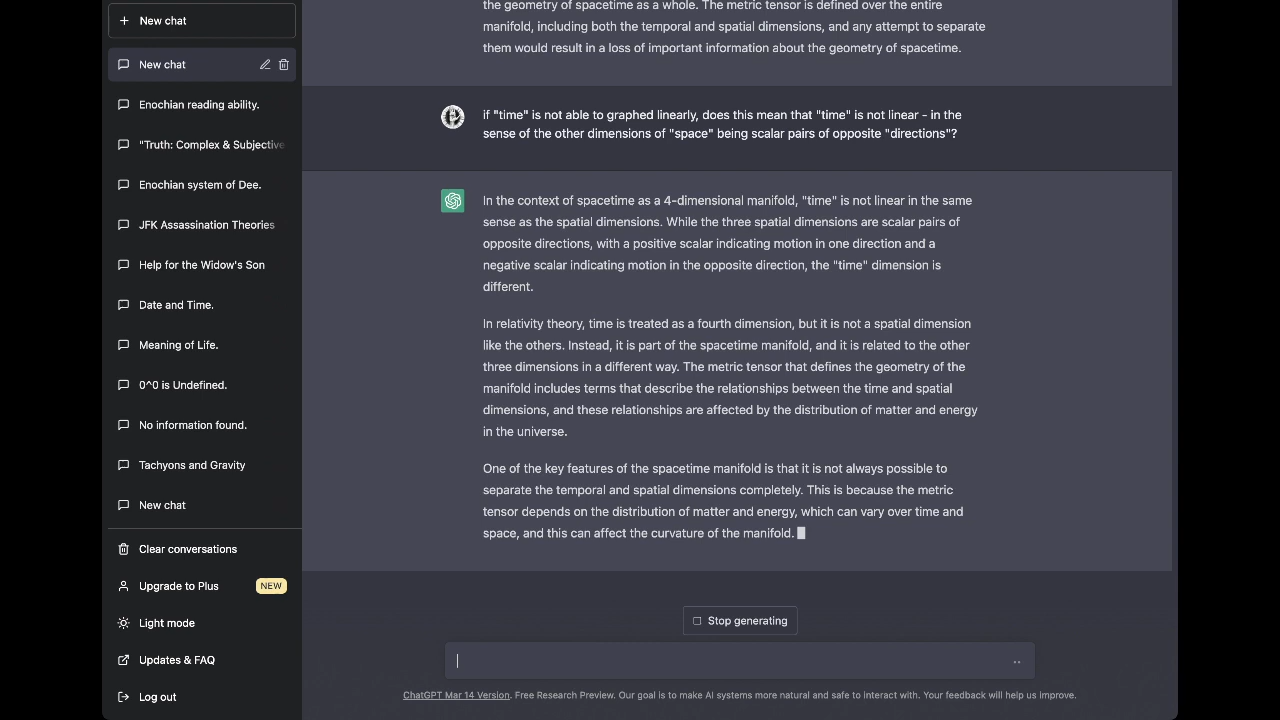 New chat
New chat
Enochian reading ability.
"Truth: Complex & Subjective
Enochian system of Dee.
JFK Assassination Theories
Help for the Widow's Son
Date and Time.
Meaning of Life.
0^0 is Undefined.
No information found.
Tachyons and Gravity
New chat
Clear conversations
Upgrade to Plus NEW
Light mode
Updates & FAQ
Log out
the geometry of spacetime as a whole. The metric tensor is defined over the entire
manifold, including both the temporal and spatial dimensions, and any attempt to separate
them would result in a loss of important information about the geometry of spacetime.
if "time" is not able to graphed linearly, does this mean that "time" is not linear - in the
sense of the other dimensions of "space" being scalar pairs of opposite "directions"?
In the context of spacetime as a 4-dimensional manifold, "time" is not linear in the same
sense as the spatial dimensions. While the three spatial dimensions are scalar pairs of
opposite directions, with a positive scalar indicating motion in one direction and a
negative scalar indicating motion in the opposite direction, the "time" dimension is
different.
In relativity theory, time is treated as a fourth dimension, but it is not a spatial dimension
like the others. Instead, it is part of the spacetime manifold, and it is related to the other
three dimensions in a different way. The metric tensor that defines the geometry of the
manifold includes terms that describe the relationships between the time and spatial
dimensions, and these relationships are affected by the distribution of matter and energy
in the universe.
One of the key features of the spacetime manifold is that it is not always possible to
separate the temporal and spatial dimensions completely. This is because the metric
tensor depends on the distribution of matter and energy, which can vary over time and
space, and this can affect the curvature of the manifold.
Stop generating
ChatGPT Mar 14 Version. Free Research Preview. Our goal is to make AI systems more natural and safe to interact with. Your feedback will help us improve.